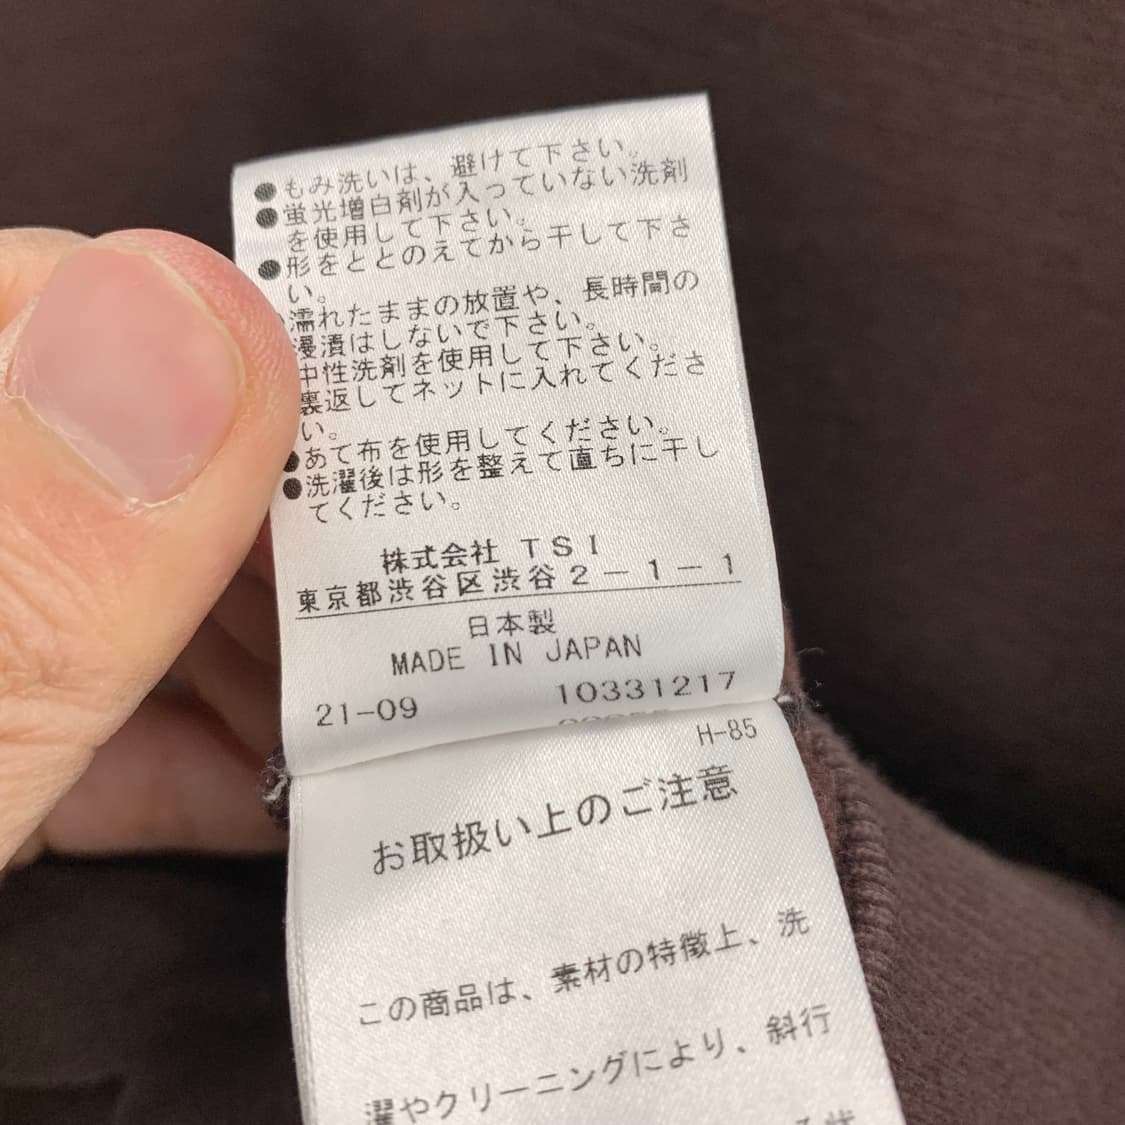 ●もみ洗いは、避けて下さい。
●蛍光増白剤が入っていない洗剤
を使用して下さい。
●形をととのえてから干して下さ
い。
濡れたままの放置や、長時間の
浸漬はしないで下さい。
中性洗剤を使用して下さい。
裏返してネットに入れてくださ
い。
●あて布を使用してください。
●洗濯後は形を整えて直ちに干し
てください。
株式会社 TSI
東京都渋谷区渋谷2-1-1
日本製
MADE IN JAPAN
21-09 10331217
H-85
お取扱い上のご注意
この商品は、素材の特徴上、洗
濯やクリーニングにより、斜行